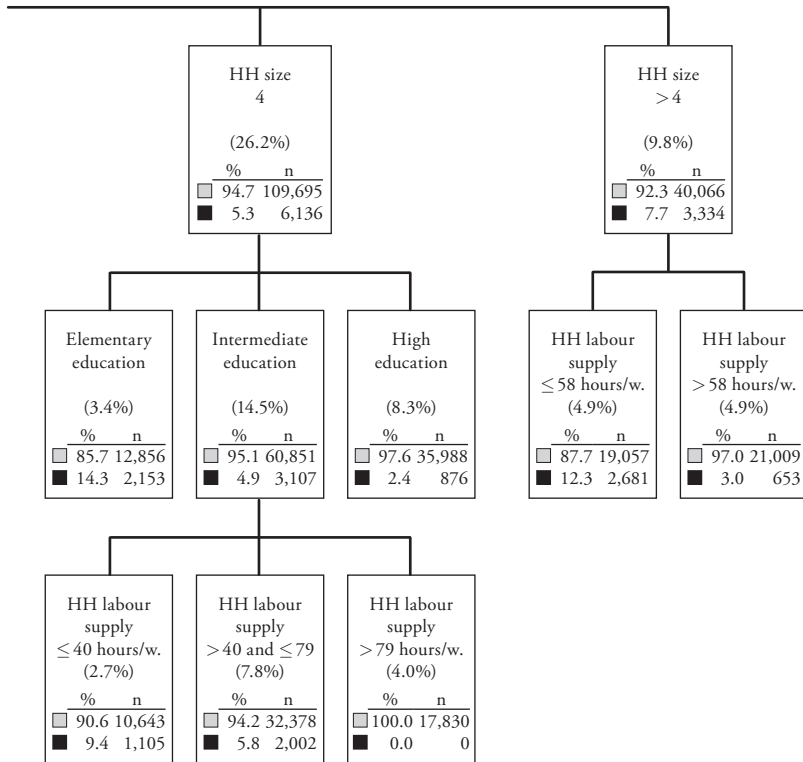 HH size
4
(26.2%)
% n
94.7 109,695
5.3 6,136
HH size
> 4
(9.8%)
% n
92.3 40,066
7.7 3,334
Elementary
education
(3.4%)
% n
85.7 12,856
14.3 2,153
Intermediate
education
(14.5%)
% n
95.1 60,851
4.9 3,107
High
education
(8.3%)
% n
97.6 35,988
2.4 876
HH labour
supply
≤ 58 hours/w.
(4.9%)
% n
87.7 19,057
12.3 2,681
HH labour
supply
> 58 hours/w.
(4.9%)
% n
97.0 21,009
3.0 653
HH labour
supply
≤ 40 hours/w.
(2.7%)
% n
90.6 10,643
9.4 1,105
HH labour
supply
> 40 and ≤ 79
(7.8%)
% n
94.2 32,378
5.8 2,002
HH labour
supply
> 79 hours/w.
(4.0%)
% n
100.0 17,830
0.0 0